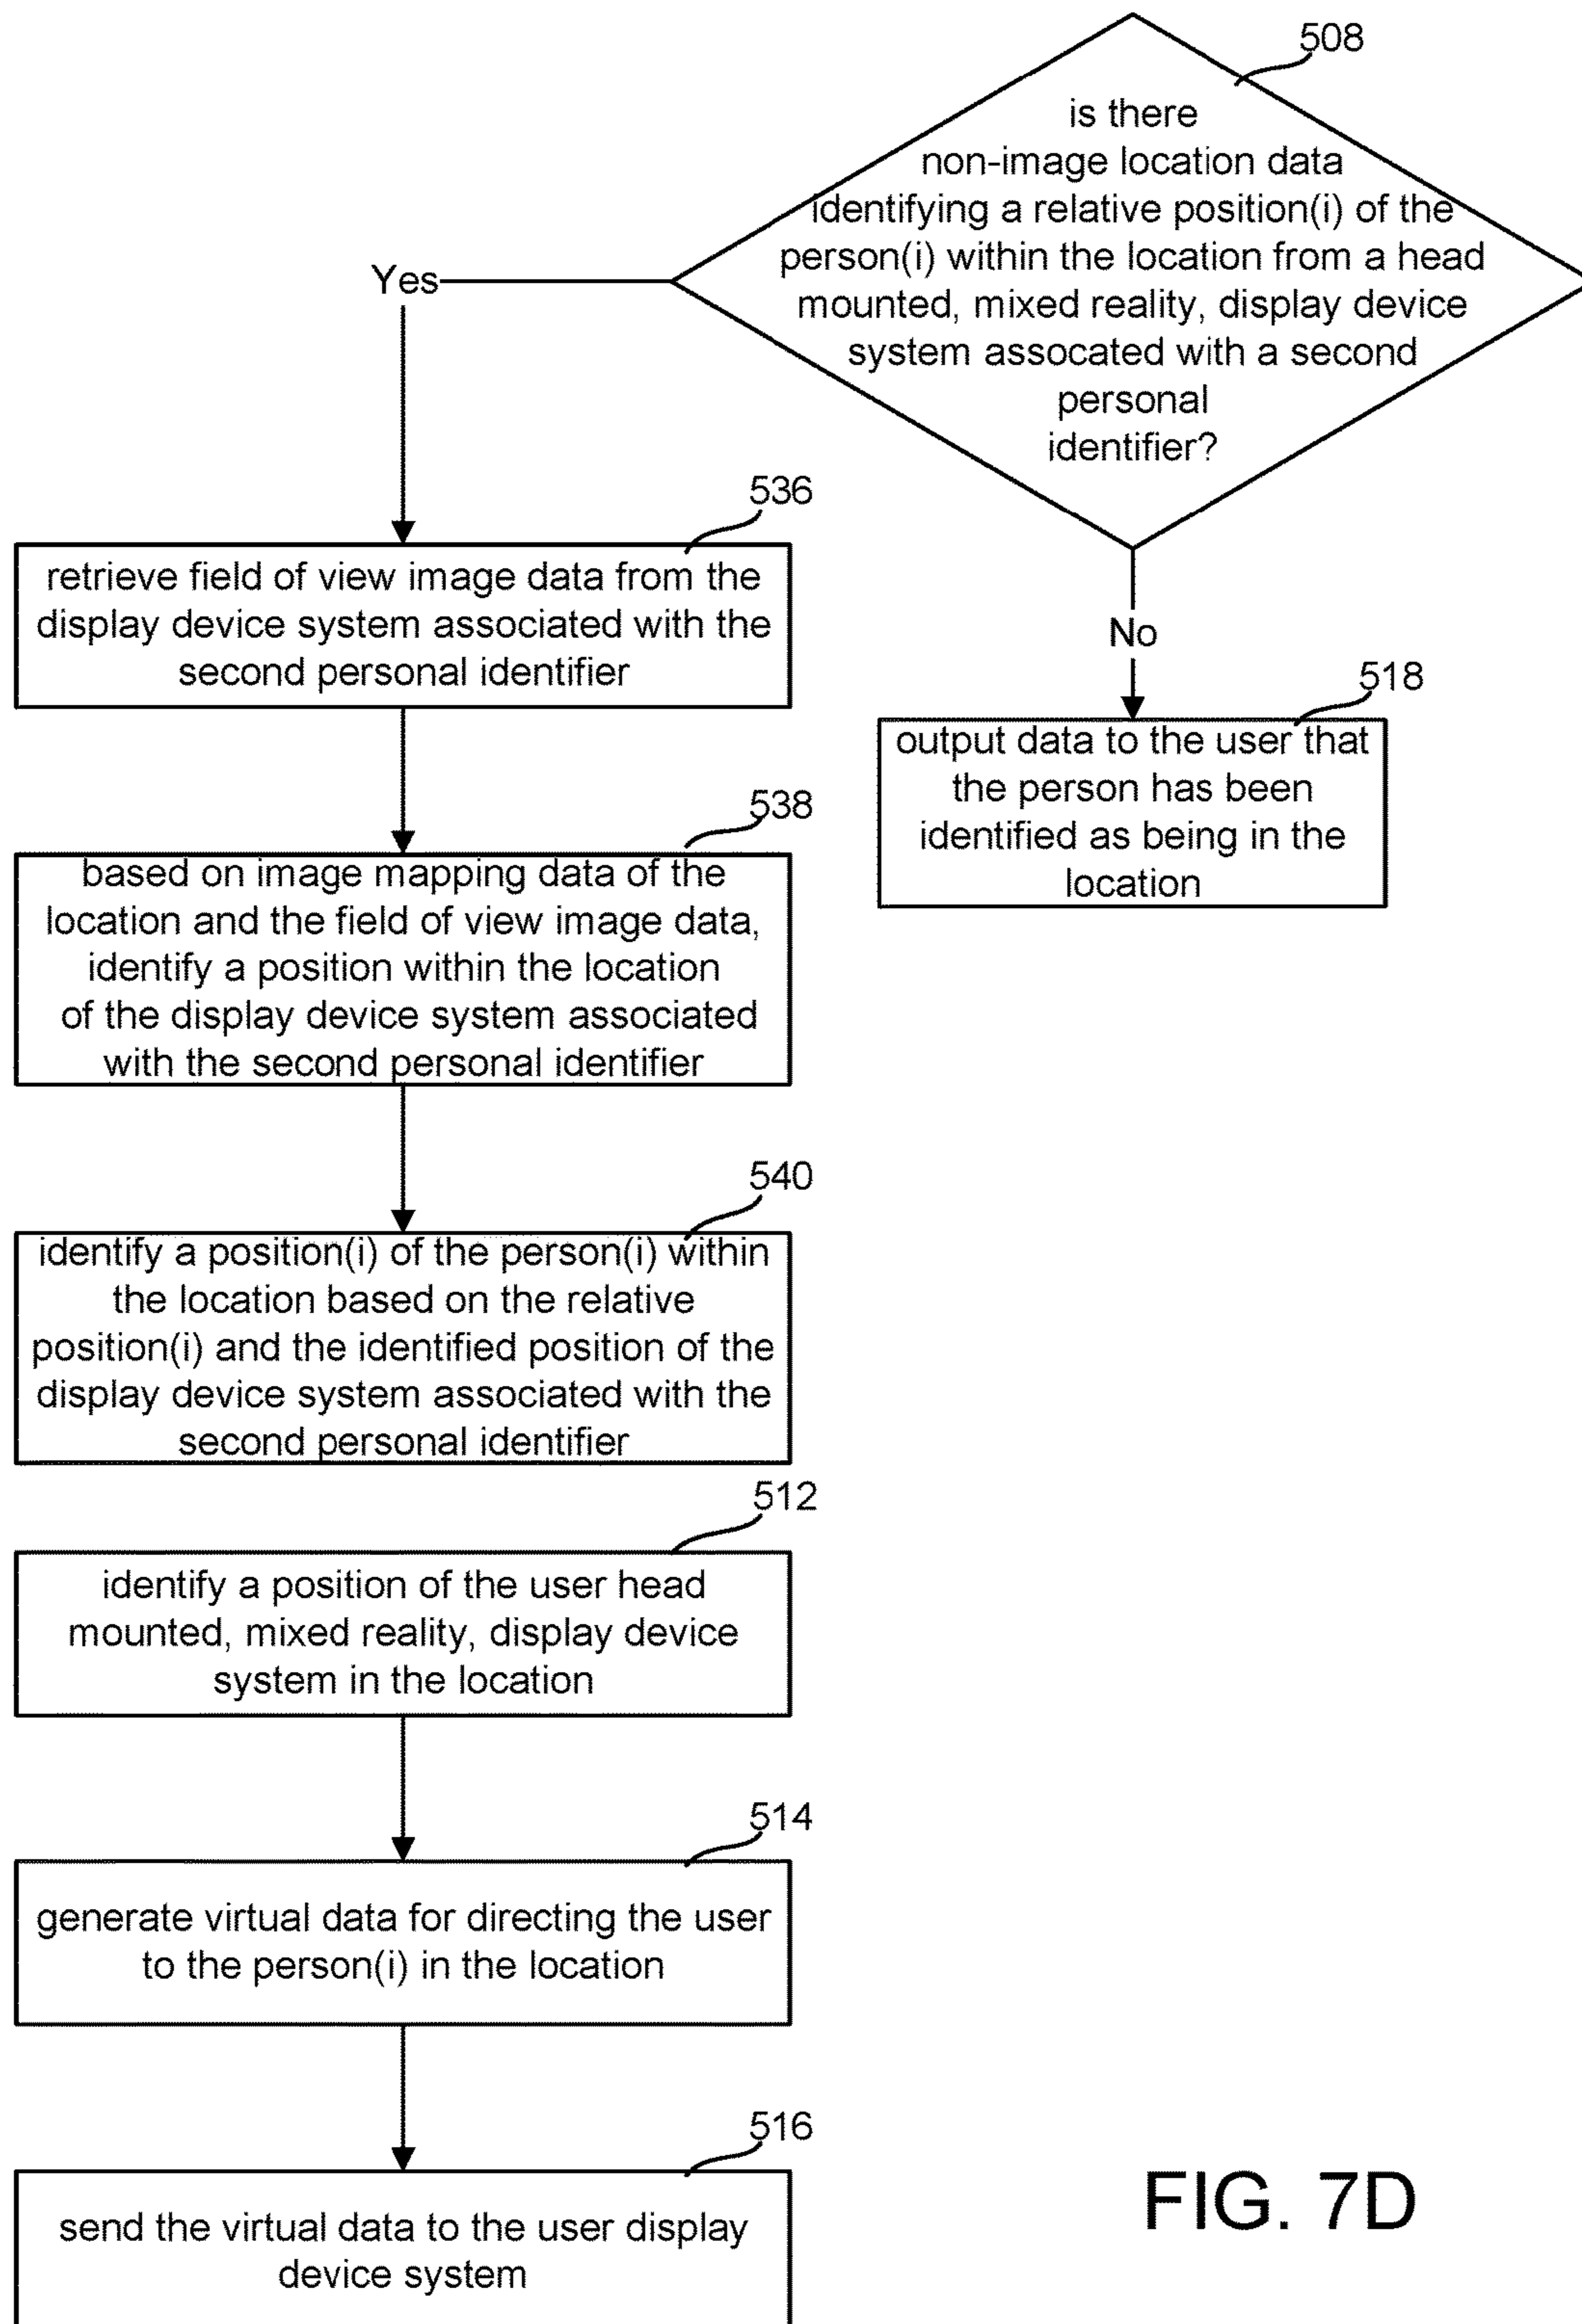 508
is there
non-image location data
identifying a relative position(i) of the
person(i) within the location from a head
mounted, mixed reality, display device
system assocated with a second
personal
identifier?
Yes
No
536
retrieve field of view image data from the
display device system associated with the
second personal identifier
518
output data to the user that
the person has been
identified as being in the
location
538
based on image mapping data of the
location and the field of view image data,
identify a position within the location
of the display device system associated
with the second personal identifier
540
identify a position(i) of the person(i) within
the location based on the relative
position(i) and the identified position of the
display device system associated with the
second personal identifier
512
identify a position of the user head
mounted, mixed reality, display device
system in the location
514
generate virtual data for directing the user
to the person(i) in the location
516
send the virtual data to the user display
device system
FIG. 7D